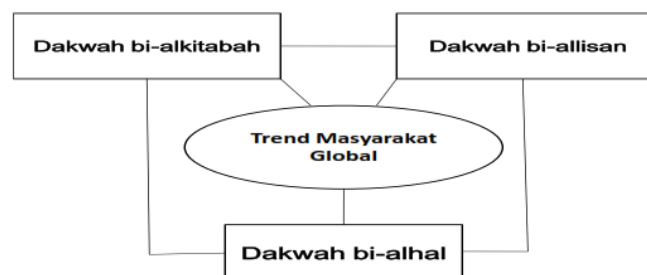 Dakwah bi-alkitabah
Dakwah bi-allisan
Trend Masyarakat
Global
Dakwah bi-alhal